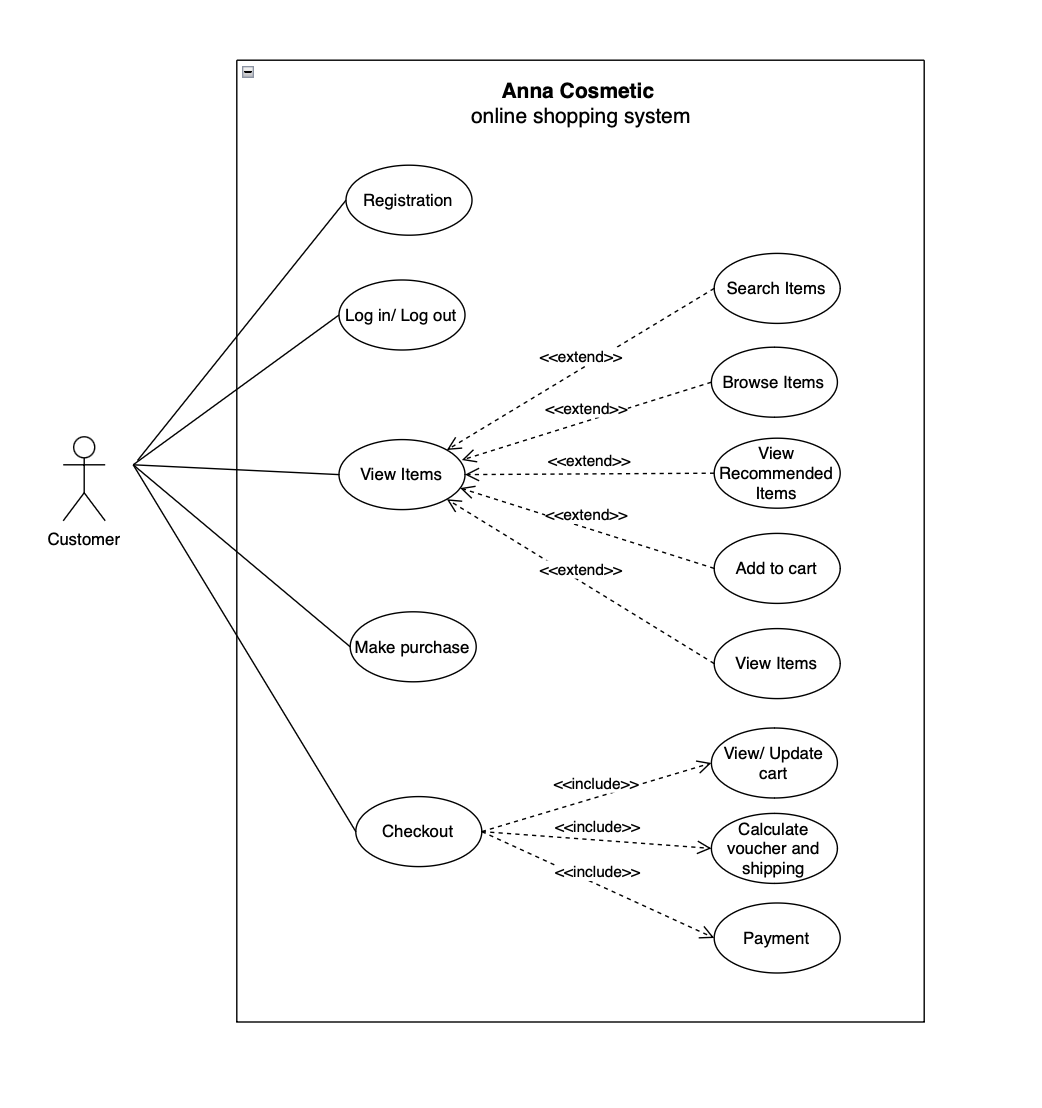 Anna Cosmetic
online shopping system
Registration
Search Items
Log in/ Log out
<<extend>>
Browse Items
<<extend>>
View
Recommended
Items
<<extend>>
View Items
<<extend>>
Customer
Add to cart
<<extend>>
Make purchase
View Items
View/ Update
cart
<<include>>
Checkout
<<include>>
Calculate
voucher and
shipping
<<include>>
Payment